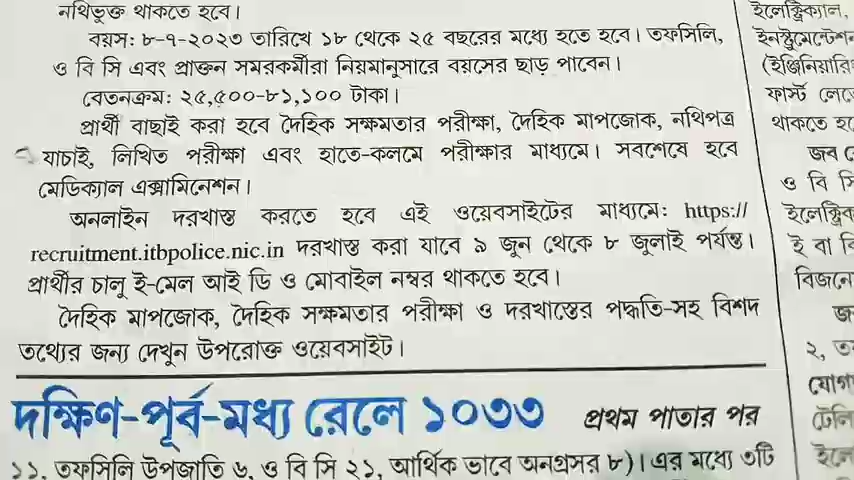 নথিভুক্ত থাকতে হবে।
বয়স: ৮-৭-২০২৩ তারিখে ১৮ থেকে ২৫ বছরের মধ্যে হতে হবে। তফসিলি,
ও বি সি এবং প্রাক্তন সমরকর্মীরা নিয়মানুসারে বয়সের ছাড় পাবেন।
বেতনক্রম: ২৫,৫০০-৮১,১০০ টাকা।
প্রার্থী বাছাই করা হবে দৈহিক সক্ষমতার পরীক্ষা, দৈহিক মাপজোক, নথিপত্র
যাচাই, লিখিত পরীক্ষা এবং হাতে-কলমে পরীক্ষার মাধ্যমে। সবশেষে হবে
মেডিক্যাল এক্সামিনেশন।
অনলাইন দরখাস্ত করতে হবে এই ওয়েবসাইটের মাধ্যমে: https://
recruitment.itbpolice.nic.in দরখাস্ত করা যাবে ৯ জুন থেকে ৮ জুলাই পর্যন্ত।
প্রার্থীর চালু ই-মেল আই ডি ও মোবাইল নম্বর থাকতে হবে।
দৈহিক মাপজোক, দৈহিক সক্ষমতার পরীক্ষা ও দরখাস্তের পদ্ধতি-সহ বিশদ
তথ্যের জন্য দেখুন উপরোক্ত ওয়েবসাইট।
দক্ষিণ-পূর্ব-মধ্য রেলে ১০৩৩ প্রথম পাতার পর
১১, তফসিলি উপজাতি ৬, ও বি সি ২১, আর্থিক ভাবে অনগ্রসর ৮)। এর মধ্যে ৩টি
ইলেক্ট্রিক্যাল,
ফার্স্ট
থাকতে
জব
ও বি সি
২,